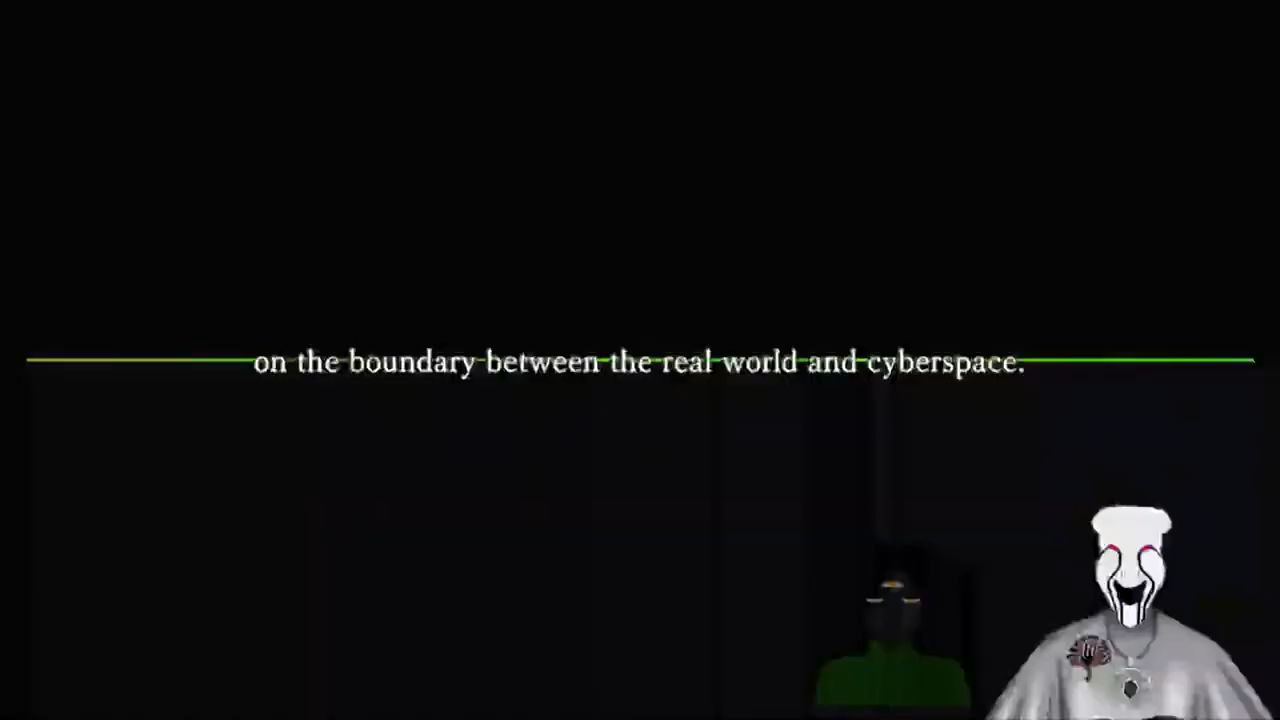 on the boundary between the real world and cyberspace.